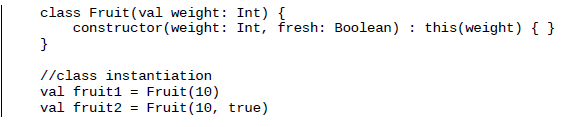 class Fruit(val weight: Int) {
    constructor(weight: Int, fresh: Boolean) : this(weight) { }
}

//class instantiation
val fruit1 = Fruit(10)
val fruit2 = Fruit(10, true)